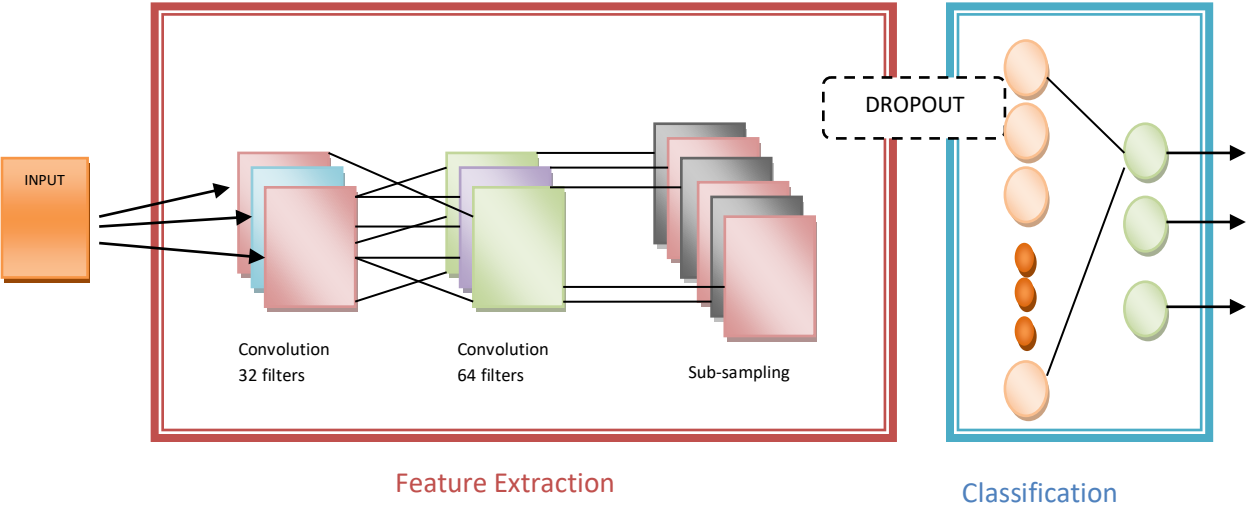 INPUT
DROPOUT
Convolution
32 filters
Convolution
64 filters
Sub-sampling
Feature Extraction
Classification